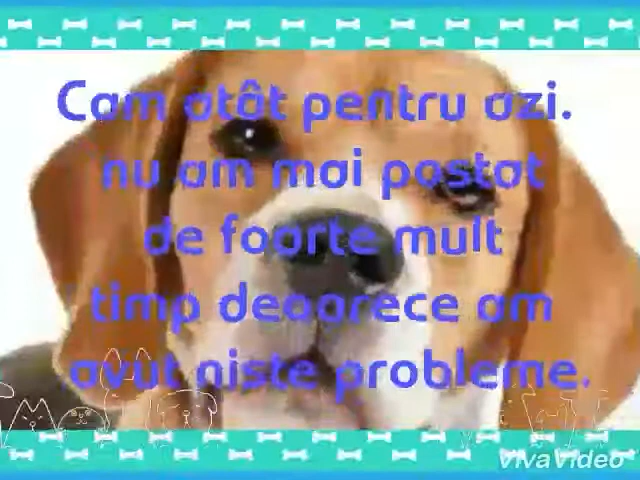 Cam atât pentru azi.
nu am mai postat
de foarte mult
timp deoarece am
avut niste probleme.
VivaVideo